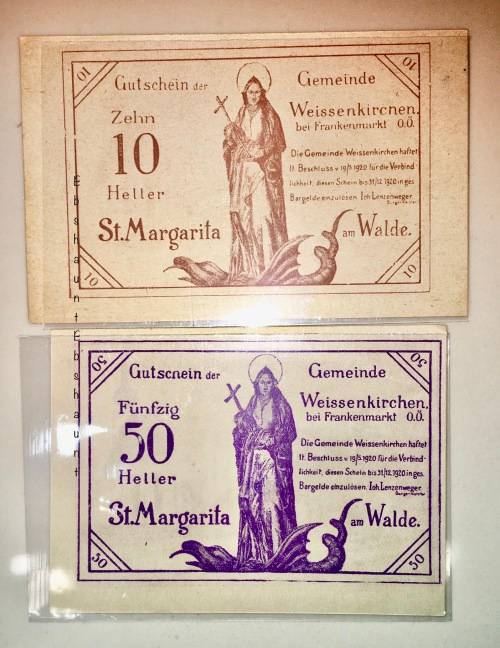 10
10
Gutschein der Gemeinde
Zehn
10
Heller
Weissenkirchen,
bei Frankenmarkt O.Ö.
Die Gemeinde Weissenkirchen haftet
lt. Beschluss v. 19/5.1920 für die Verbind-
lichkeit, diesen Schein bis 31/12.1920 in ges.
Bargelde einzulösen. Joh. Lenzenweger.
St. Margarita am Walde.
10
10
Ebshaunt
50
50
Gutschein der Gemeinde
Fünfzig
50
Heller
Weissenkirchen,
bei Frankenmarkt O.Ö.
Die Gemeinde Weissenkirchen haftet
lt. Beschluss v. 19/5.1920 für die Verbind-
lichkeit, diesen Schein bis 31/12.1920 in ges.
Bargelde einzulösen. Joh. Lenzenweger.
St. Margarita am Walde.
50
50
Ebshaunt